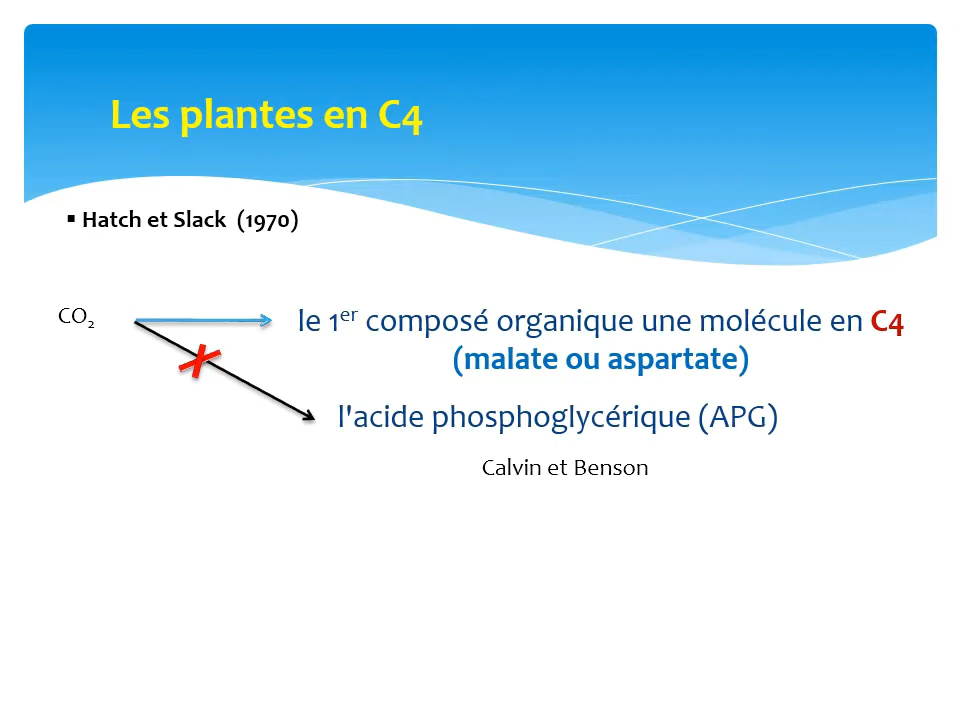 Les plantes en C4
▪ Hatch et Slack (1970)
CO₂
le 1er composé organique une molécule en C4
(malate ou aspartate)
l'acide phosphoglycérique (APG)
Calvin et Benson